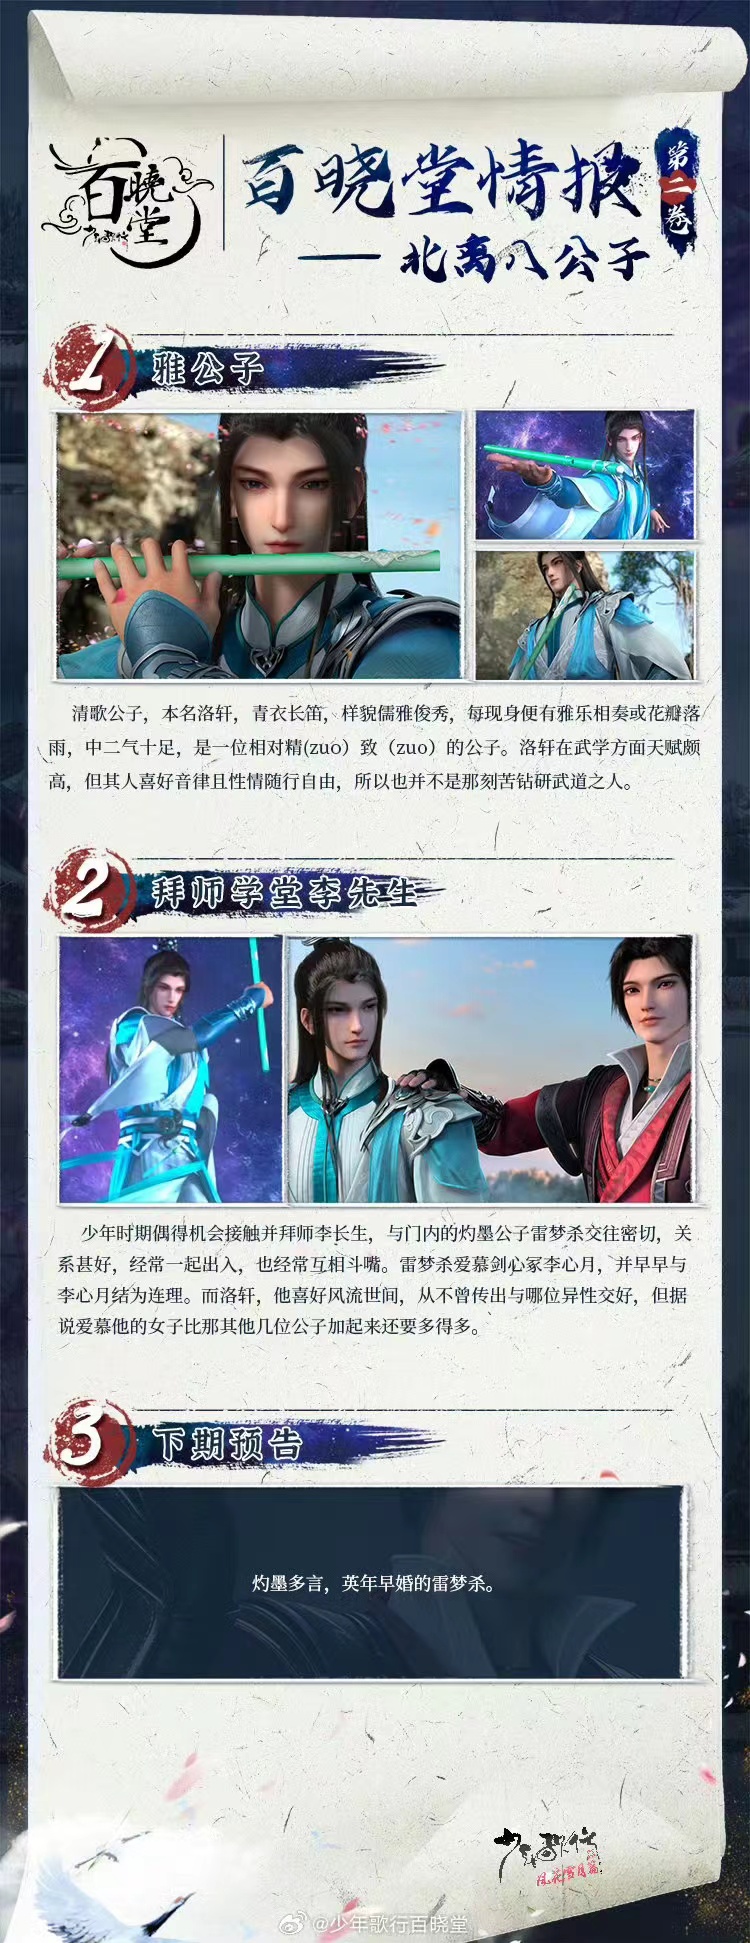 百曉堂
少年歌行
百晓堂情报
第二卷
—— 北离八公子
1 雅公子
清歌公子，本名洛轩，青衣长笛，样貌儒雅俊秀，每现身便有雅乐相奏或花瓣落
雨，中二气十足，是一位相对精(zuo）致（zuo）的公子。洛轩在武学方面天赋颇
高，但其人喜好音律且性情随行自由，所以也并不是那刻苦钻研武道之人。
2 拜师学堂李先生
少年时期偶得机会接触并拜师李长生，与门内的灼墨公子雷梦杀交往密切，关
系甚好，经常一起出入，也经常互相斗嘴。雷梦杀爱慕剑心冢李心月，并早早与
李心月结为连理。而洛轩，他喜好风流世间，从不曾传出与哪位异性交好，但据
说爱慕他的女子比那其他几位公子加起来还要多得多。
3 下期预告
灼墨多言，英年早婚的雷梦杀。
少年歌行
风花雪月篇
@少年歌行百晓堂